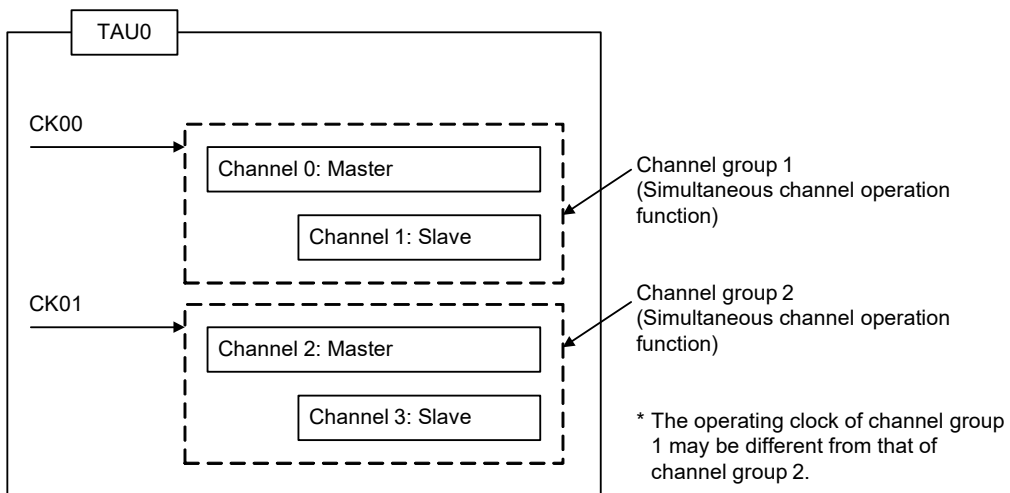 TAU0
CK00
Channel 0: Master
Channel 1: Slave
Channel group 1
(Simultaneous channel operation
function)
CK01
Channel 2: Master
Channel 3: Slave
Channel group 2
(Simultaneous channel operation
function)
* The operating clock of channel group
1 may be different from that of
channel group 2.